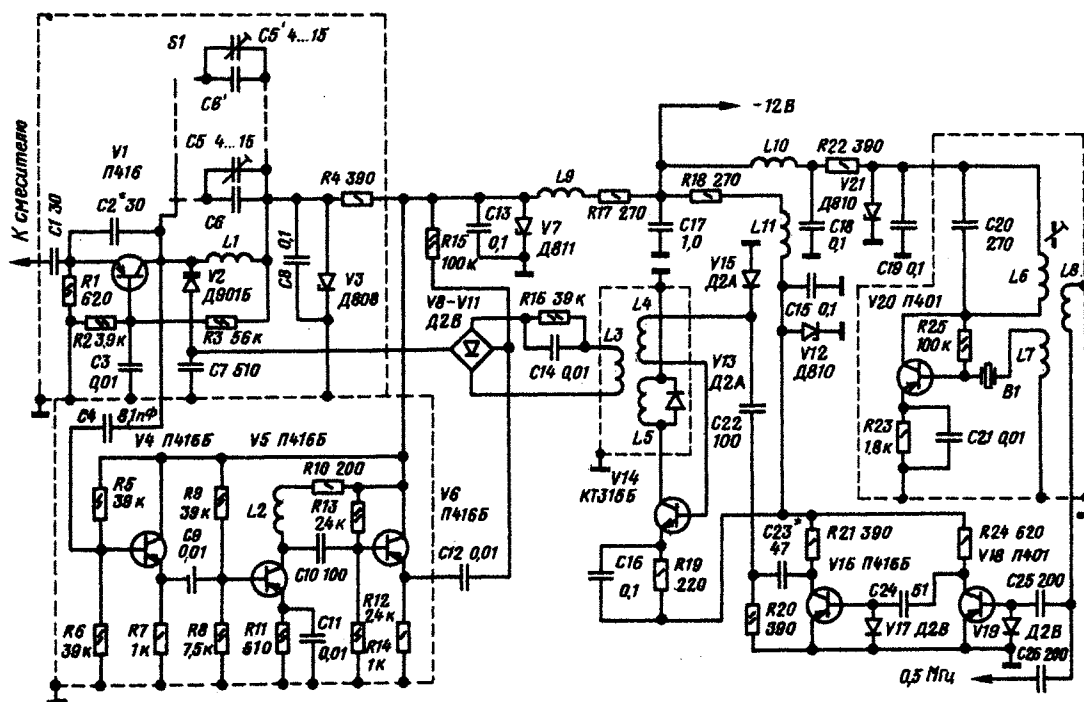 S1
C5' 4...15
C6'
C5 4...15
C6
К смесителю
C1 30
V1
П416
C2* 30
R1
620
R2 3,9к
C3
0,01
L1
V2
Д901Б
R3 56к
C7 510
C8 0,1
V3
Д808
R4 390
C4 8,1пФ
V4 П416Б
V5 П416Б
R5
39к
R6
39к
R7
1к
R8
7,5к
R9
39к
C9
0,01
L2
R10 200
R13
24к
C10 100
R11
510
C11
0,01
R12
24к
R14
1к
V6
П416Б
C12 0,01
R15
100к
C13
0,1
V7
Д811
L9
R17 270
V8-V11
Д2В
R16 39к
C14 0,01
L3
L4
L5
-12В
C17
1,0
R18 270
L10
L11
V15
Д2А
V13
Д2А
V14
КТ315Б
C16
0,1
R19
220
C15 0,1
V12
Д810
C22
100
R22 390
V21
Д810
C18
0,1
C19 0,1
C20
270
L6
L8
V20 П401
R25
100к
L7
B1
R23
1,8к
C21 0,01
C23*
47
R21 390
R20
390
V16 П416Б
C24 51
V17 Д2В
R24 620
V18 П401
C25 200
V19
Д2В
C26 200
0,5 МГц